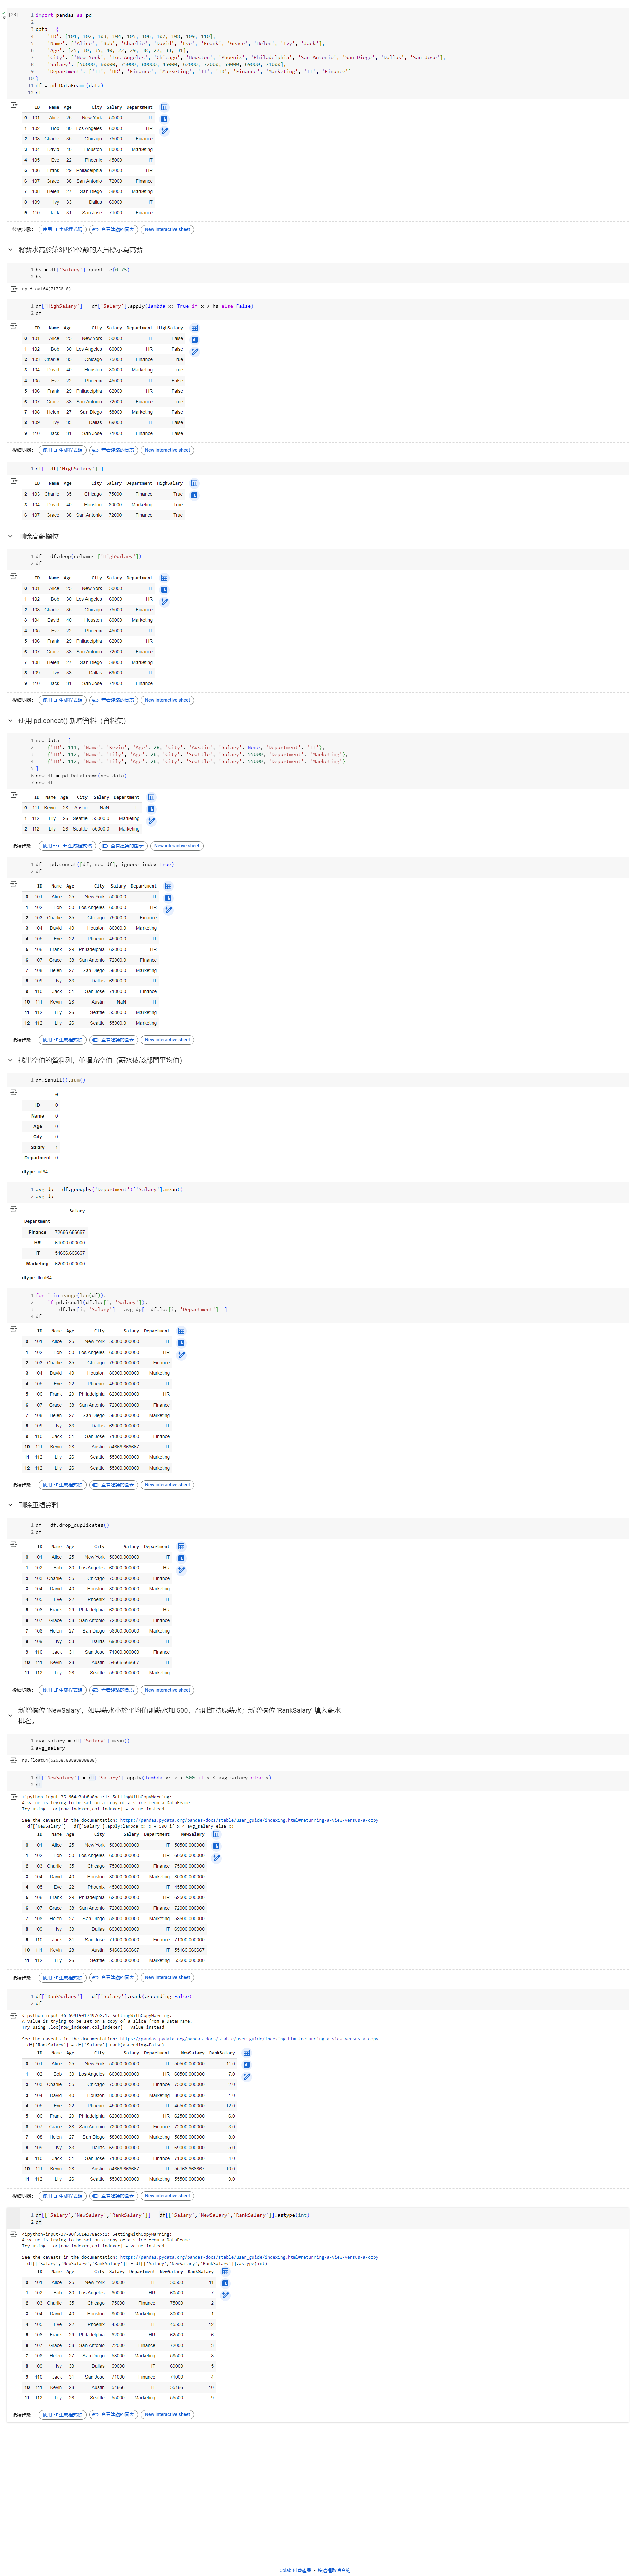 [23]
1 import pandas as pd
2
3 data = {
4     'ID': [101, 102, 103, 104, 105, 106, 107, 108, 109, 110],
5     'Name': ['Alice', 'Bob', 'Charlie', 'David', 'Eve', 'Frank', 'Grace', 'Helen', 'Ivy', 'Jack'],
6     'Age': [25, 30, 35, 40, 22, 29, 38, 27, 33, 31],
7     'City': ['New York', 'Los Angeles', 'Chicago', 'Houston', 'Phoenix', 'Philadelphia', 'San Antonio', 'San Diego', 'Dallas', 'San Jose'],
8     'Salary': [50000, 60000, 75000, 80000, 45000, 62000, 72000, 58000, 69000, 71000],
9     'Department': ['IT', 'HR', 'Finance', 'Marketing', 'IT', 'HR', 'Finance', 'Marketing', 'IT', 'Finance']
10 }
11 df = pd.DataFrame(data)
12 df
ID Name Age City Salary Department
0 101 Alice 25 New York 50000 IT
1 102 Bob 30 Los Angeles 60000 HR
2 103 Charlie 35 Chicago 75000 Finance
3 104 David 40 Houston 80000 Marketing
4 105 Eve 22 Phoenix 45000 IT
5 106 Frank 29 Philadelphia 62000 HR
6 107 Grace 38 San Antonio 72000 Finance
7 108 Helen 27 San Diego 58000 Marketing
8 109 Ivy 33 Dallas 69000 IT
9 110 Jack 31 San Jose 71000 Finance
後續步驟: 使用 df 生成程式碼 查看建議的圖表 New interactive sheet
將薪水高於第3四分位數的人員標示為高薪
1 hs = df['Salary'].quantile(0.75)
2 hs
np.float64(71750.0)
1 df['HighSalary'] = df['Salary'].apply(lambda x: True if x > hs else False)
2 df
ID Name Age City Salary Department HighSalary
0 101 Alice 25 New York 50000 IT False
1 102 Bob 30 Los Angeles 60000 HR False
2 103 Charlie 35 Chicago 75000 Finance True
3 104 David 40 Houston 80000 Marketing True
4 105 Eve 22 Phoenix 45000 IT False
5 106 Frank 29 Philadelphia 62000 HR False
6 107 Grace 38 San Antonio 72000 Finance True
7 108 Helen 27 San Diego 58000 Marketing False
8 109 Ivy 33 Dallas 69000 IT False
9 110 Jack 31 San Jose 71000 Finance False
後續步驟: 使用 df 生成程式碼 查看建議的圖表 New interactive sheet
1 df[  df['HighSalary'] ]
ID Name Age City Salary Department HighSalary
2 103 Charlie 35 Chicago 75000 Finance True
3 104 David 40 Houston 80000 Marketing True
6 107 Grace 38 San Antonio 72000 Finance True
刪除高薪欄位
1 df = df.drop(columns=['HighSalary'])
2 df
ID Name Age City Salary Department
0 101 Alice 25 New York 50000 IT
1 102 Bob 30 Los Angeles 60000 HR
2 103 Charlie 35 Chicago 75000 Finance
3 104 David 40 Houston 80000 Marketing
4 105 Eve 22 Phoenix 45000 IT
5 106 Frank 29 Philadelphia 62000 HR
6 107 Grace 38 San Antonio 72000 Finance
7 108 Helen 27 San Diego 58000 Marketing
8 109 Ivy 33 Dallas 69000 IT
9 110 Jack 31 San Jose 71000 Finance
後續步驟: 使用 df 生成程式碼 查看建議的圖表 New interactive sheet
使用 pd.concat() 新增資料（資料集）
1 new_data = [
2     {'ID': 111, 'Name': 'Kevin', 'Age': 28, 'City': 'Austin', 'Salary': None, 'Department': 'IT'},
3     {'ID': 112, 'Name': 'Lily', 'Age': 26, 'City': 'Seattle', 'Salary': 55000, 'Department': 'Marketing'},
4     {'ID': 112, 'Name': 'Lily', 'Age': 26, 'City': 'Seattle', 'Salary': 55000, 'Department': 'Marketing'}
5 ]
6 new_df = pd.DataFrame(new_data)
7 new_df
ID Name Age City Salary Department
0 111 Kevin 28 Austin NaN IT
1 112 Lily 26 Seattle 55000.0 Marketing
2 112 Lily 26 Seattle 55000.0 Marketing
後續步驟: 使用 new_df 生成程式碼 查看建議的圖表 New interactive sheet
1 df = pd.concat([df, new_df], ignore_index=True)
2 df
ID Name Age City Salary Department
0 101 Alice 25 New York 50000.0 IT
1 102 Bob 30 Los Angeles 60000.0 HR
2 103 Charlie 35 Chicago 75000.0 Finance
3 104 David 40 Houston 80000.0 Marketing
4 105 Eve 22 Phoenix 45000.0 IT
5 106 Frank 29 Philadelphia 62000.0 HR
6 107 Grace 38 San Antonio 72000.0 Finance
7 108 Helen 27 San Diego 58000.0 Marketing
8 109 Ivy 33 Dallas 69000.0 IT
9 110 Jack 31 San Jose 71000.0 Finance
10 111 Kevin 28 Austin NaN IT
11 112 Lily 26 Seattle 55000.0 Marketing
12 112 Lily 26 Seattle 55000.0 Marketing
後續步驟: 使用 df 生成程式碼 查看建議的圖表 New interactive sheet
找出空值的資料列，並填充空值（薪水依該部門平均值）
1 df.isnull().sum()
0
ID 0
Name 0
Age 0
City 0
Salary 1
Department 0
dtype: int64
1 avg_dp = df.groupby('Department')['Salary'].mean()
2 avg_dp
Salary
Department
Finance 72666.666667
HR 61000.000000
IT 54666.666667
Marketing 62000.000000
dtype: float64
1 for i in range(len(df)):
2     if pd.isnull(df.loc[i, 'Salary']):
3         df.loc[i, 'Salary'] = avg_dp[  df.loc[i, 'Department']  ]
4 df
ID Name Age City Salary Department
0 101 Alice 25 New York 50000.000000 IT
1 102 Bob 30 Los Angeles 60000.000000 HR
2 103 Charlie 35 Chicago 75000.000000 Finance
3 104 David 40 Houston 80000.000000 Marketing
4 105 Eve 22 Phoenix 45000.000000 IT
5 106 Frank 29 Philadelphia 62000.000000 HR
6 107 Grace 38 San Antonio 72000.000000 Finance
7 108 Helen 27 San Diego 58000.000000 Marketing
8 109 Ivy 33 Dallas 69000.000000 IT
9 110 Jack 31 San Jose 71000.000000 Finance
10 111 Kevin 28 Austin 54666.666667 IT
11 112 Lily 26 Seattle 55000.000000 Marketing
12 112 Lily 26 Seattle 55000.000000 Marketing
後續步驟: 使用 df 生成程式碼 查看建議的圖表 New interactive sheet
刪除重複資料
1 df = df.drop_duplicates()
2 df
ID Name Age City Salary Department
0 101 Alice 25 New York 50000.000000 IT
1 102 Bob 30 Los Angeles 60000.000000 HR
2 103 Charlie 35 Chicago 75000.000000 Finance
3 104 David 40 Houston 80000.000000 Marketing
4 105 Eve 22 Phoenix 45000.000000 IT
5 106 Frank 29 Philadelphia 62000.000000 HR
6 107 Grace 38 San Antonio 72000.000000 Finance
7 108 Helen 27 San Diego 58000.000000 Marketing
8 109 Ivy 33 Dallas 69000.000000 IT
9 110 Jack 31 San Jose 71000.000000 Finance
10 111 Kevin 28 Austin 54666.666667 IT
11 112 Lily 26 Seattle 55000.000000 Marketing
後續步驟: 使用 df 生成程式碼 查看建議的圖表 New interactive sheet
新增欄位 'NewSalary'，如果薪水小於平均值則薪水加 500，否則維持原薪水；新增欄位 'RankSalary' 填入薪水
排名。
1 avg_salary = df['Salary'].mean()
2 avg_salary
1 df['NewSalary'] = df['Salary'].apply(lambda x: x + 500 if x < avg_salary else x)
2 df
A value is trying to be set on a copy of a slice from a DataFrame.
Try using .loc[row_indexer,col_indexer] = value instead
See the caveats in the documentation: https://pandas.pydata.org/pandas-docs/stable/user_guide/indexing.html#returning-a-view-versus-a-copy
df['NewSalary'] = df['Salary'].apply(lambda x: x + 500 if x < avg_salary else x)
ID Name Age City Salary Department NewSalary
0 101 Alice 25 New York 50000.000000 IT 50500.000000
1 102 Bob 30 Los Angeles 60000.000000 HR 60500.000000
2 103 Charlie 35 Chicago 75000.000000 Finance 75000.000000
3 104 David 40 Houston 80000.000000 Marketing 80000.000000
4 105 Eve 22 Phoenix 45000.000000 IT 45500.000000
5 106 Frank 29 Philadelphia 62000.000000 HR 62500.000000
6 107 Grace 38 San Antonio 72000.000000 Finance 72000.000000
7 108 Helen 27 San Diego 58000.000000 Marketing 58500.000000
8 109 Ivy 33 Dallas 69000.000000 IT 69000.000000
9 110 Jack 31 San Jose 71000.000000 Finance 71000.000000
10 111 Kevin 28 Austin 54666.666667 IT 55166.666667
11 112 Lily 26 Seattle 55000.000000 Marketing 55500.000000
後續步驟: 使用 df 生成程式碼 查看建議的圖表 New interactive sheet
1 df['RankSalary'] = df['Salary'].rank(ascending=False)
2 df
A value is trying to be set on a copy of a slice from a DataFrame.
Try using .loc[row_indexer,col_indexer] = value instead
See the caveats in the documentation: https://pandas.pydata.org/pandas-docs/stable/user_guide/indexing.html#returning-a-view-versus-a-copy
df['RankSalary'] = df['Salary'].rank(ascending=False)
ID Name Age City Salary Department NewSalary RankSalary
0 101 Alice 25 New York 50000.000000 IT 50500.000000 11.0
1 102 Bob 30 Los Angeles 60000.000000 HR 60500.000000 7.0
2 103 Charlie 35 Chicago 75000.000000 Finance 75000.000000 2.0
3 104 David 40 Houston 80000.000000 Marketing 80000.000000 1.0
4 105 Eve 22 Phoenix 45000.000000 IT 45500.000000 12.0
5 106 Frank 29 Philadelphia 62000.000000 HR 62500.000000 6.0
6 107 Grace 38 San Antonio 72000.000000 Finance 72000.000000 3.0
7 108 Helen 27 San Diego 58000.000000 Marketing 58500.000000 8.0
8 109 Ivy 33 Dallas 69000.000000 IT 69000.000000 5.0
9 110 Jack 31 San Jose 71000.000000 Finance 71000.000000 4.0
10 111 Kevin 28 Austin 54666.666667 IT 55166.666667 10.0
11 112 Lily 26 Seattle 55000.000000 Marketing 55500.000000 9.0
後續步驟: 使用 df 生成程式碼 查看建議的圖表 New interactive sheet
1 df[['Salary','NewSalary','RankSalary']] = df[['Salary','NewSalary','RankSalary']].astype(int)
2 df
A value is trying to be set on a copy of a slice from a DataFrame.
Try using .loc[row_indexer,col_indexer] = value instead
See the caveats in the documentation: https://pandas.pydata.org/pandas-docs/stable/user_guide/indexing.html#returning-a-view-versus-a-copy
df[['Salary','NewSalary','RankSalary']] = df[['Salary','NewSalary','RankSalary']].astype(int)
ID Name Age City Salary Department NewSalary RankSalary
0 101 Alice 25 New York 50000 IT 50500 11
1 102 Bob 30 Los Angeles 60000 HR 60500 7
2 103 Charlie 35 Chicago 75000 Finance 75000 2
3 104 David 40 Houston 80000 Marketing 80000 1
4 105 Eve 22 Phoenix 45000 IT 45500 12
5 106 Frank 29 Philadelphia 62000 HR 62500 6
6 107 Grace 38 San Antonio 72000 Finance 72000 3
7 108 Helen 27 San Diego 58000 Marketing 58500 8
8 109 Ivy 33 Dallas 69000 IT 69000 5
9 110 Jack 31 San Jose 71000 Finance 71000 4
10 111 Kevin 28 Austin 54666 IT 55166 10
11 112 Lily 26 Seattle 55000 Marketing 55500 9
後續步驟: 使用 df 生成程式碼 查看建議的圖表 New interactive sheet
Colab 付費產品 - 按這裡取消合約